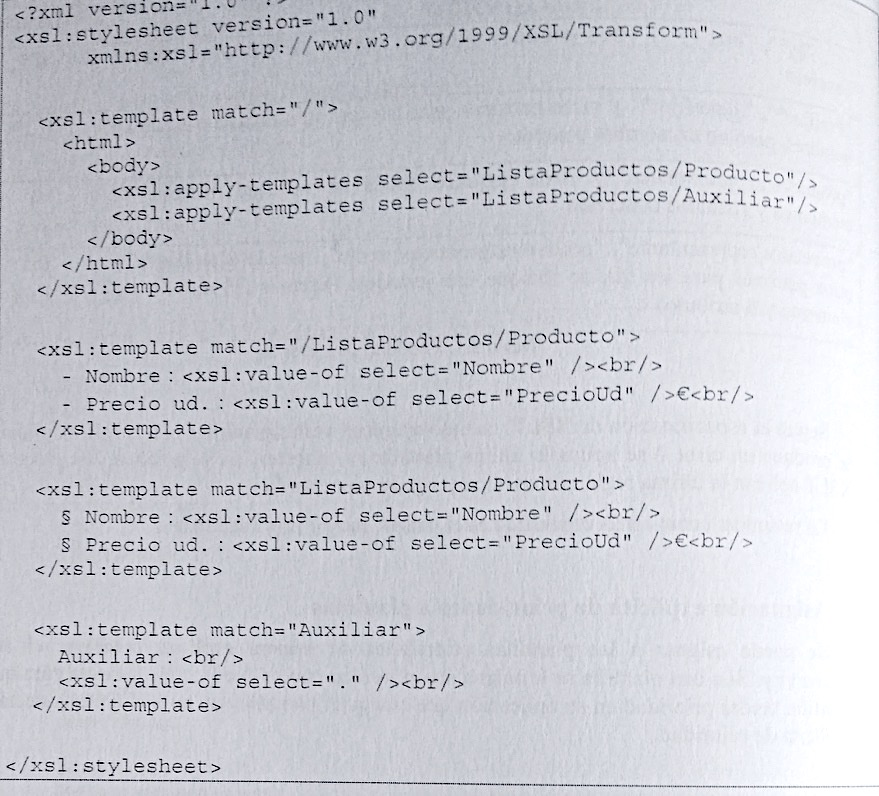 <?xml version="1.0" ?>
<xsl:stylesheet version="1.0"
xmlns:xsl="http://www.w3.org/1999/XSL/Transform">
<xsl:template match="/">
<html>
<body>
<xsl:apply-templates select="ListaProductos/Producto"/>
<xsl:apply-templates select="ListaProductos/Auxiliar"/>
</body>
</html>
</xsl:template>
<xsl:template match="/ListaProductos/Producto">
- Nombre : <xsl:value-of select="Nombre" /><br/>
- Precio ud. : <xsl:value-of select="PrecioUd" />€<br/>
</xsl:template>
<xsl:template match="ListaProductos/Producto">
§ Nombre : <xsl:value-of select="Nombre" /><br/>
§ Precio ud. : <xsl:value-of select="PrecioUd" />€<br/>
</xsl:template>
<xsl:template match="Auxiliar">
Auxiliar : <br/>
<xsl:value-of select="." /><br/>
</xsl:template>
</xsl:stylesheet>